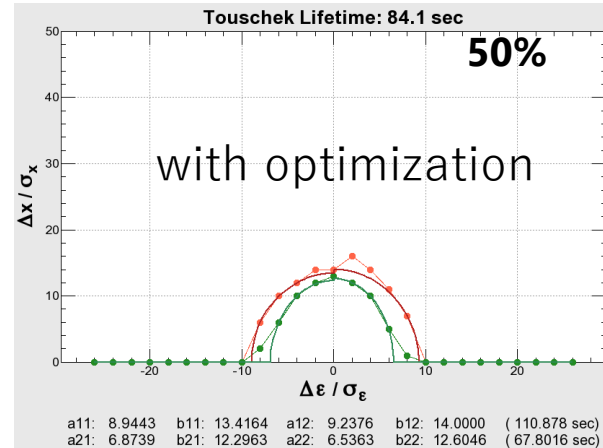 Touschek Lifetime: 84.1 sec
50%
50
40
30
20
10
0
with optimization
Δx / σx
-20 -10 0 10 20
Δε / σε
a11: 8.9443 b11: 13.4164 a12: 9.2376 b12: 14.0000 ( 110.878 sec)
a21: 6.8739 b21: 12.2963 a22: 6.5363 b22: 12.6046 ( 67.8016 sec)